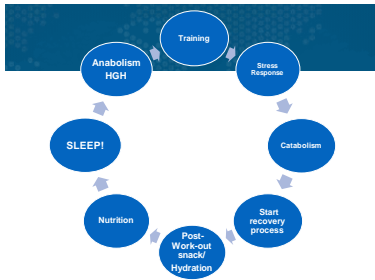 Training
Stress
Response
Catabolism
Start
recovery
process
Post-
Work-out
snack/
Hydration
Nutrition
SLEEP!
Anabolism
HGH